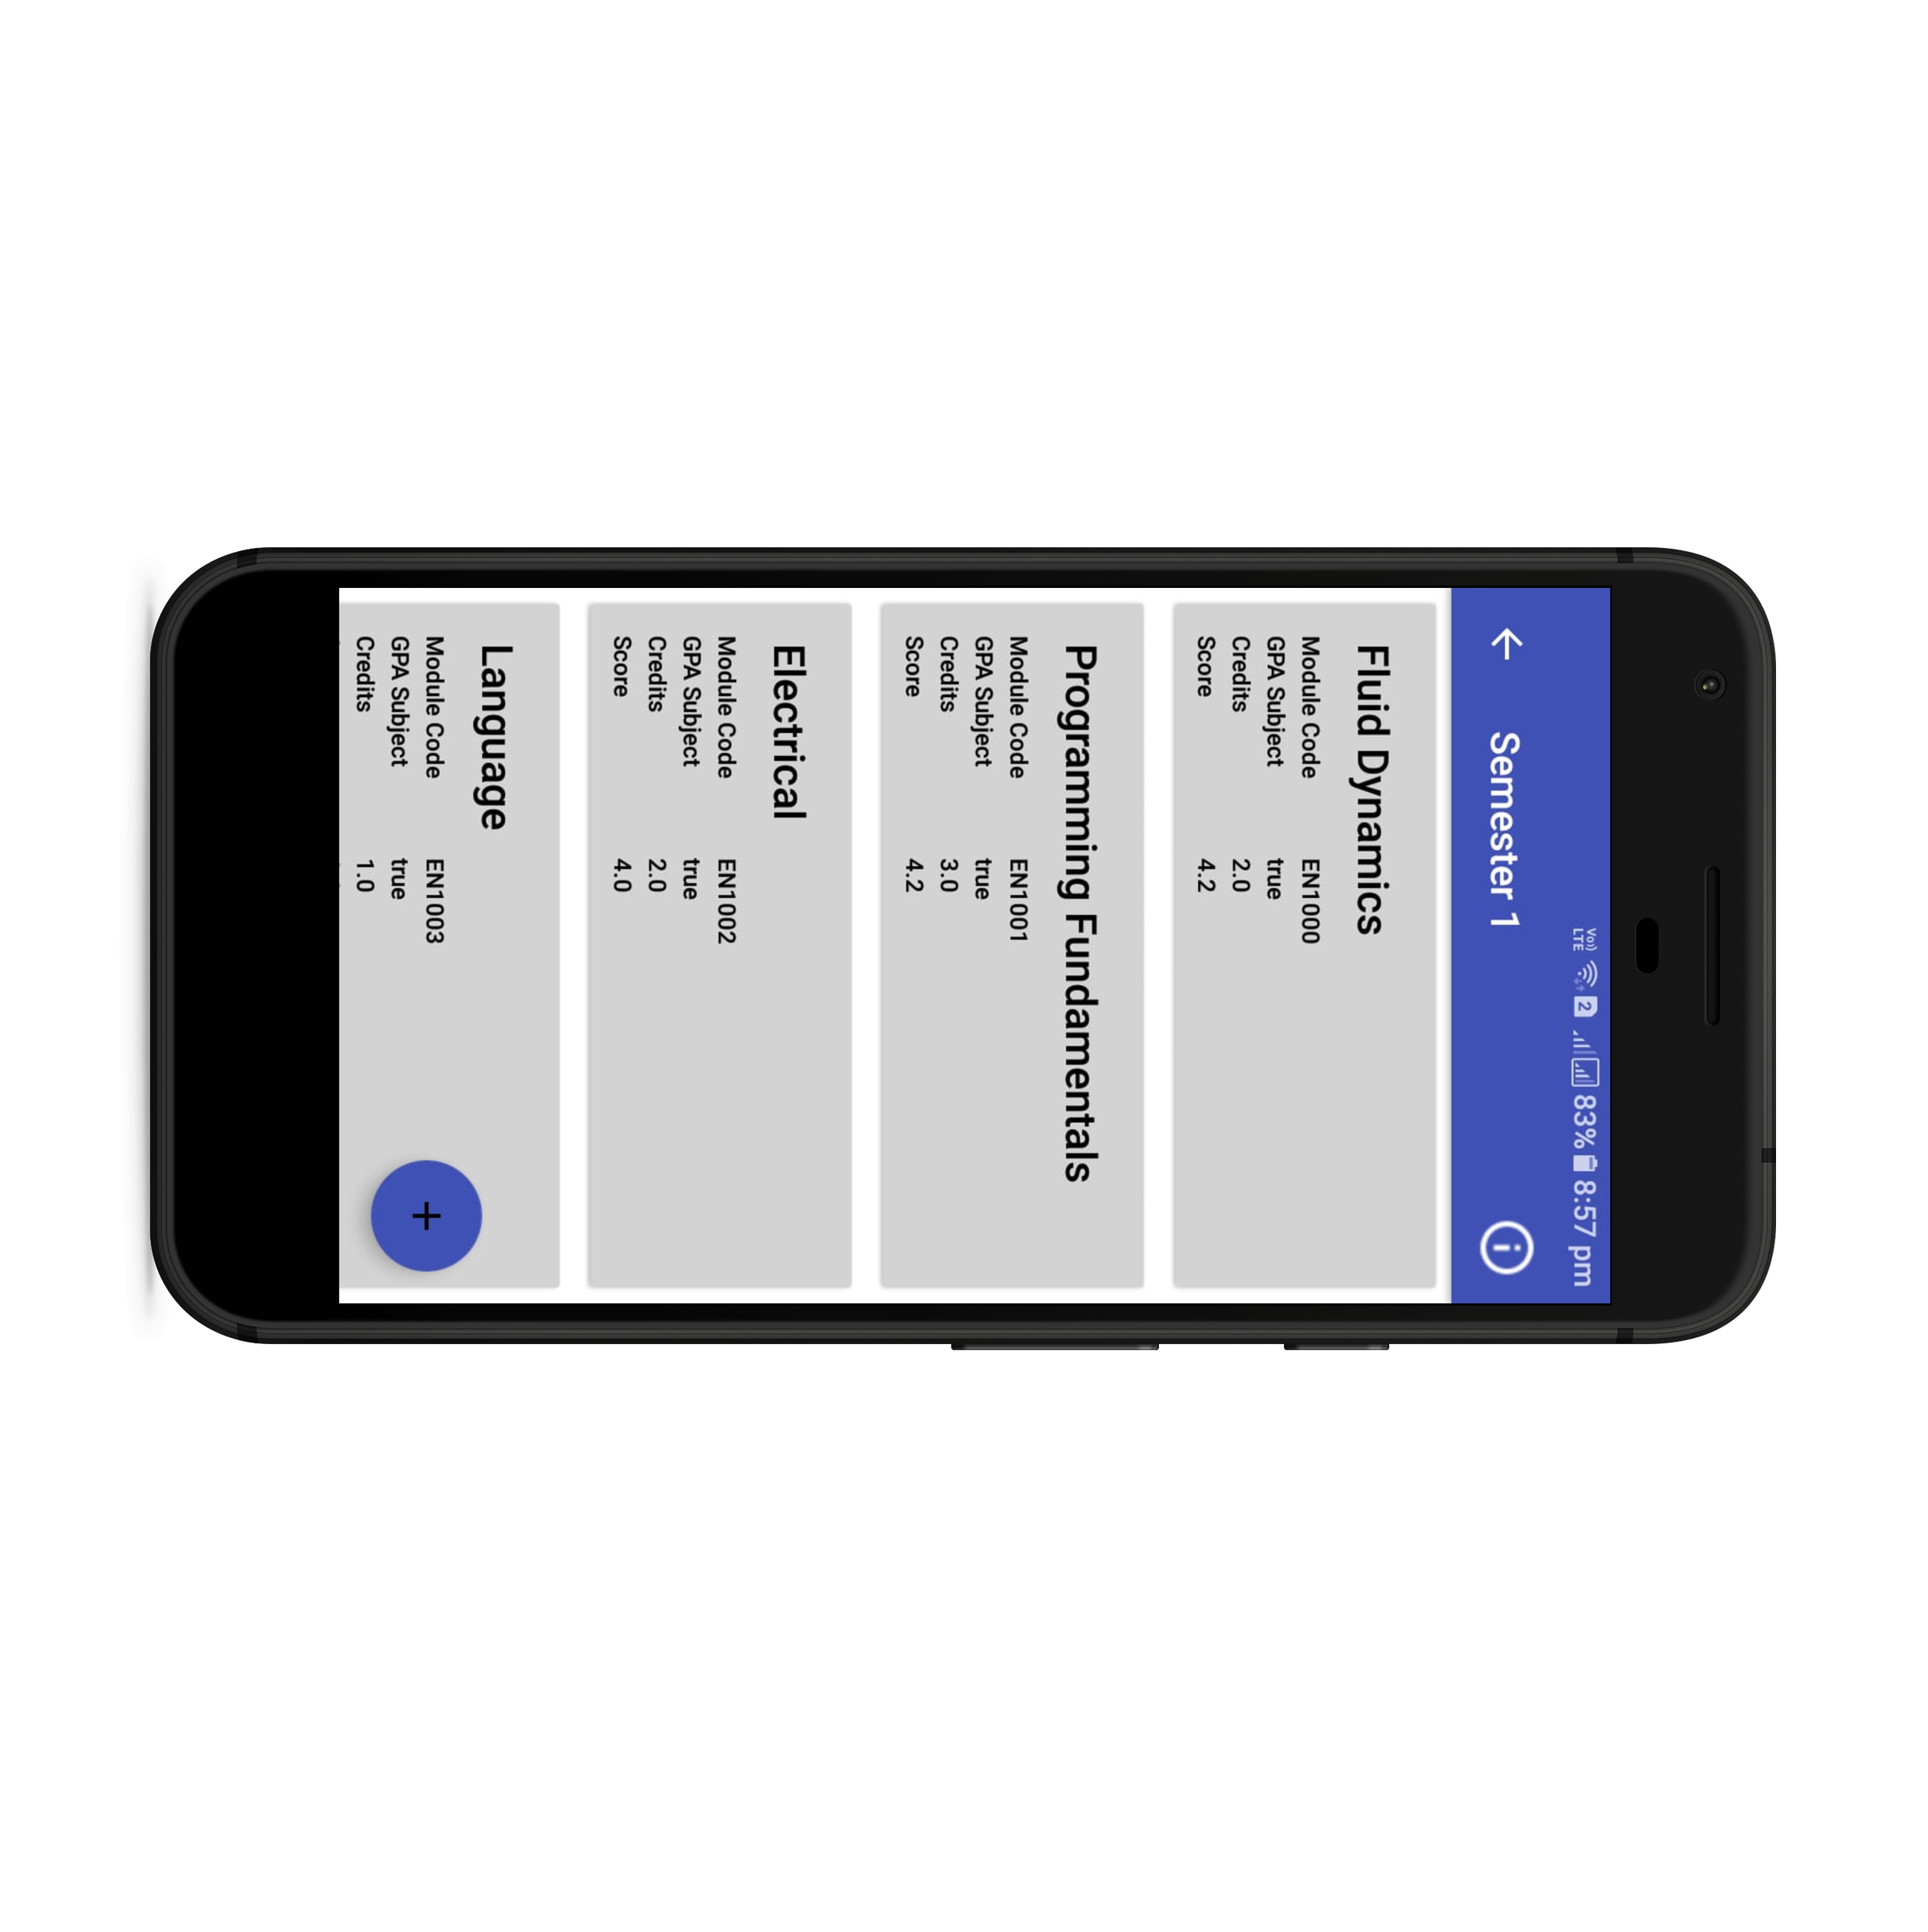 Vo)) LTE 2 83% 8:57 pm
Semester 1
Fluid Dynamics
Module Code EN1000
GPA Subject true
Credits 2.0
Score 4.2
Programming Fundamentals
Module Code EN1001
GPA Subject true
Credits 3.0
Score 4.2
Electrical
Module Code EN1002
GPA Subject true
Credits 2.0
Score 4.0
Language
Module Code EN1003
GPA Subject true
Credits 1.0
+